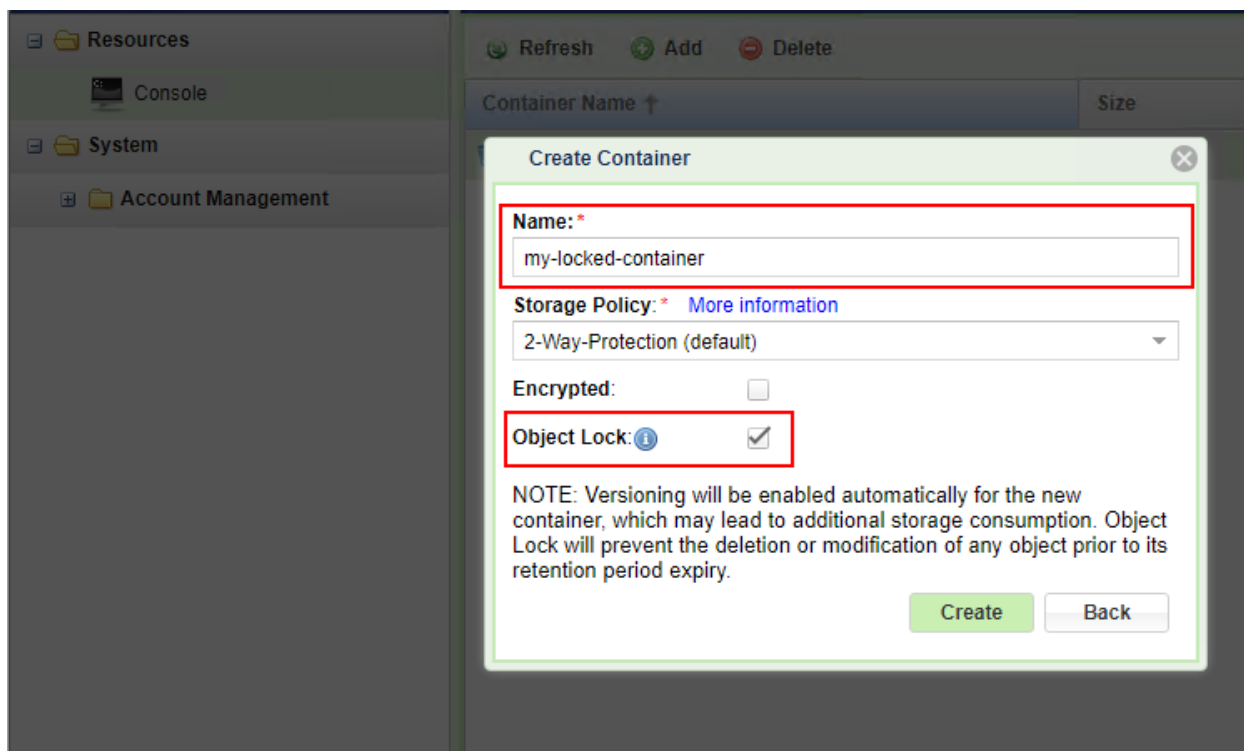 Resources
Console
System
Account Management
Refresh Add Delete
Container Name Size
Create Container
Name:*
my-locked-container
Storage Policy:* More information
2-Way-Protection (default)
Encrypted:
Object Lock:
NOTE: Versioning will be enabled automatically for the new
container, which may lead to additional storage consumption. Object
Lock will prevent the deletion or modification of any object prior to its
retention period expiry.
Create Back